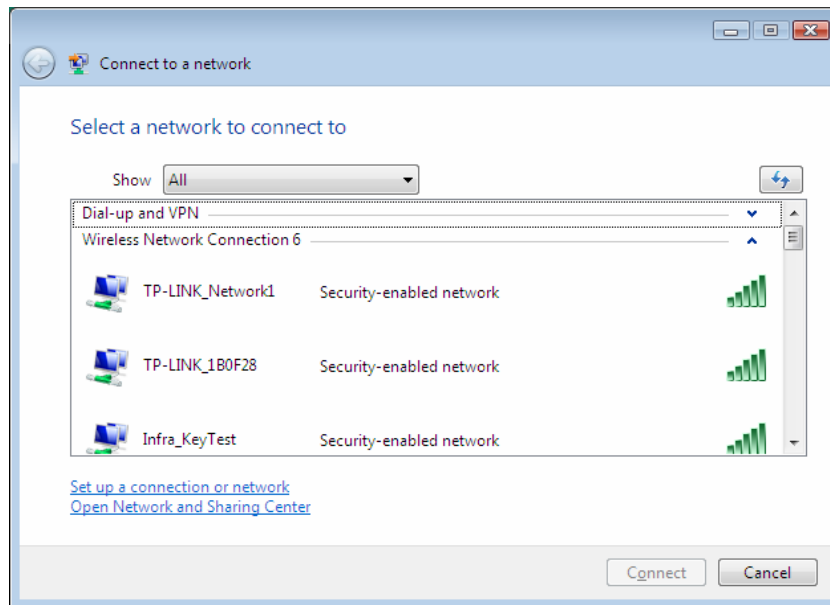 Connect to a network
Select a network to connect to
Show All
Dial-up and VPN
Wireless Network Connection 6
TP-LINK_Network1 Security-enabled network
TP-LINK_1B0F28 Security-enabled network
Infra_KeyTest Security-enabled network
Set up a connection or network
Open Network and Sharing Center
Connect Cancel